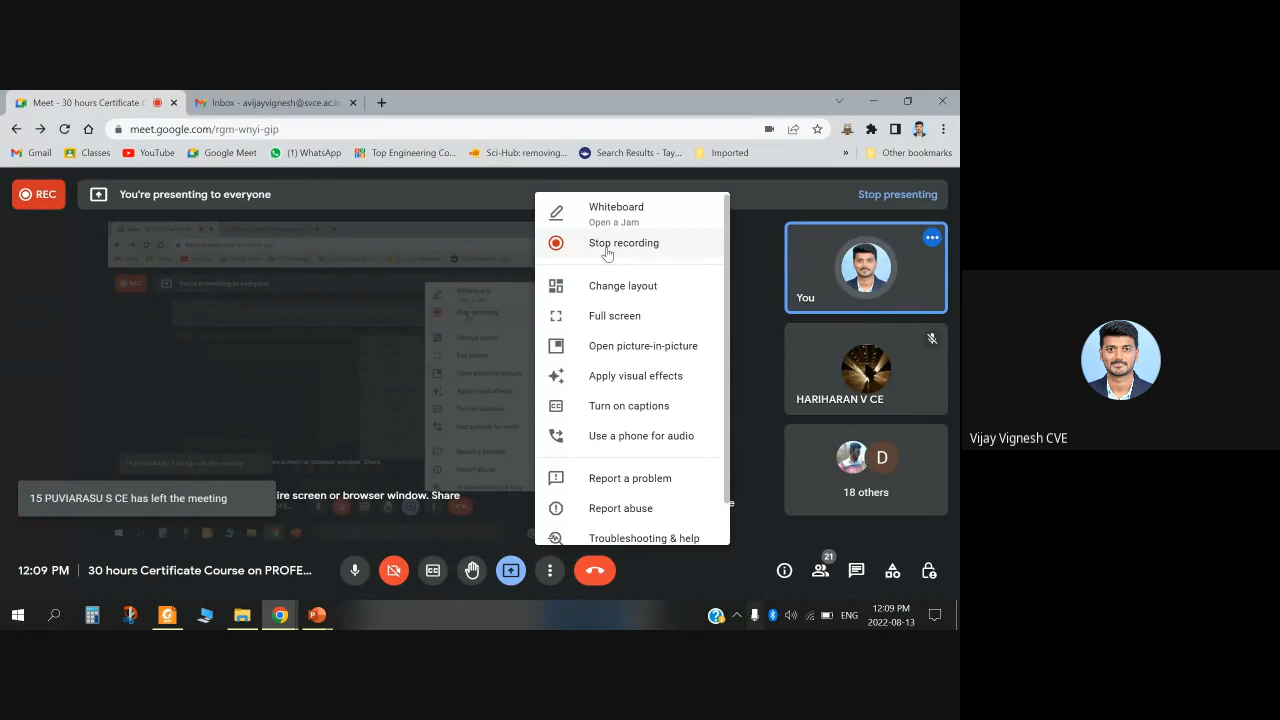 Meet - 30 hours Certificate C
Inbox - avijayvignesh@svce.ac.in
meet.google.com/rgm-wnyi-gip
Gmail
Classes
YouTube
Google Meet
(1) WhatsApp
Top Engineering Co...
Sci-Hub: removing...
Search Results - Tay...
Imported
»
Other bookmarks
REC
You're presenting to everyone
Stop presenting
Whiteboard
Open a Jam
Stop recording
Change layout
Full screen
Open picture-in-picture
Apply visual effects
Turn on captions
Use a phone for audio
Report a problem
Report abuse
Troubleshooting & help
You
HARIHARAN V CE
D
18 others
Vijay Vignesh CVE
15 PUVIARASU S CE has left the meeting
ire screen or browser window. Share
12:09 PM
30 hours Certificate Course on PROFE...
21
ENG
12:09 PM
2022-08-13